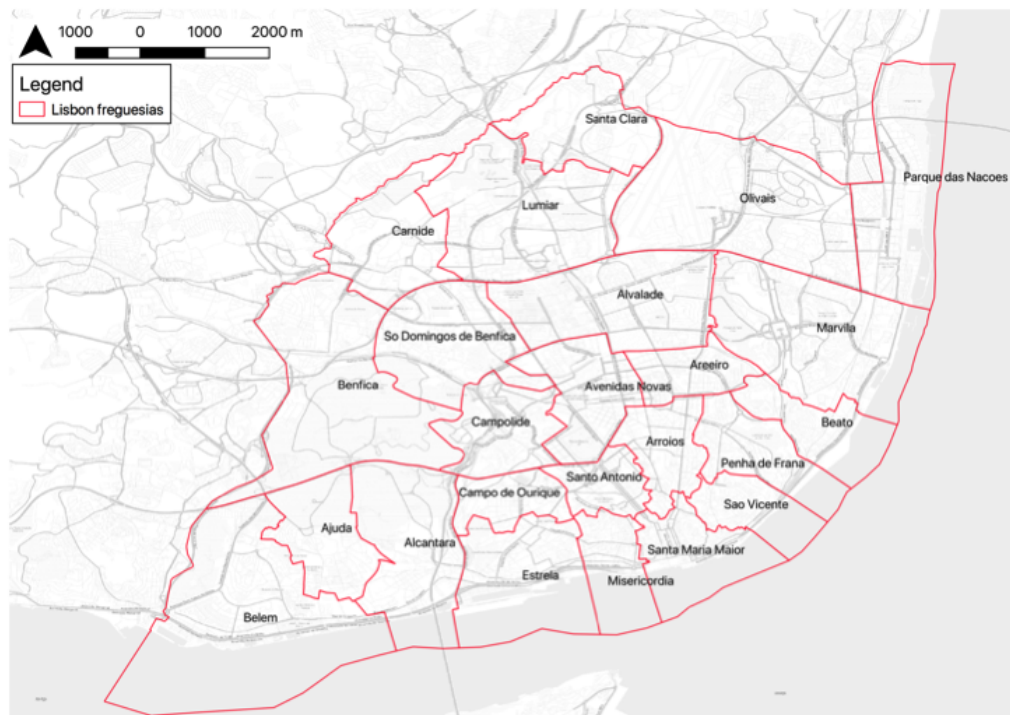 1000 0 1000 2000 m
Legend
Lisbon freguesias
Santa Clara
Parque das Nacoes
Olivais
Lumiar
Carnide
Alvalade
Marvila
So Domingos de Benfica
Areeiro
Benfica
Avenidas Novas
Campolide
Beato
Arroios
Penha de Frana
Santo Antonid
Campo de Ourique
Sao Vicente
Ajuda
Alcantara
Santa Maria Maior
Estrela
Misericordia
Belem